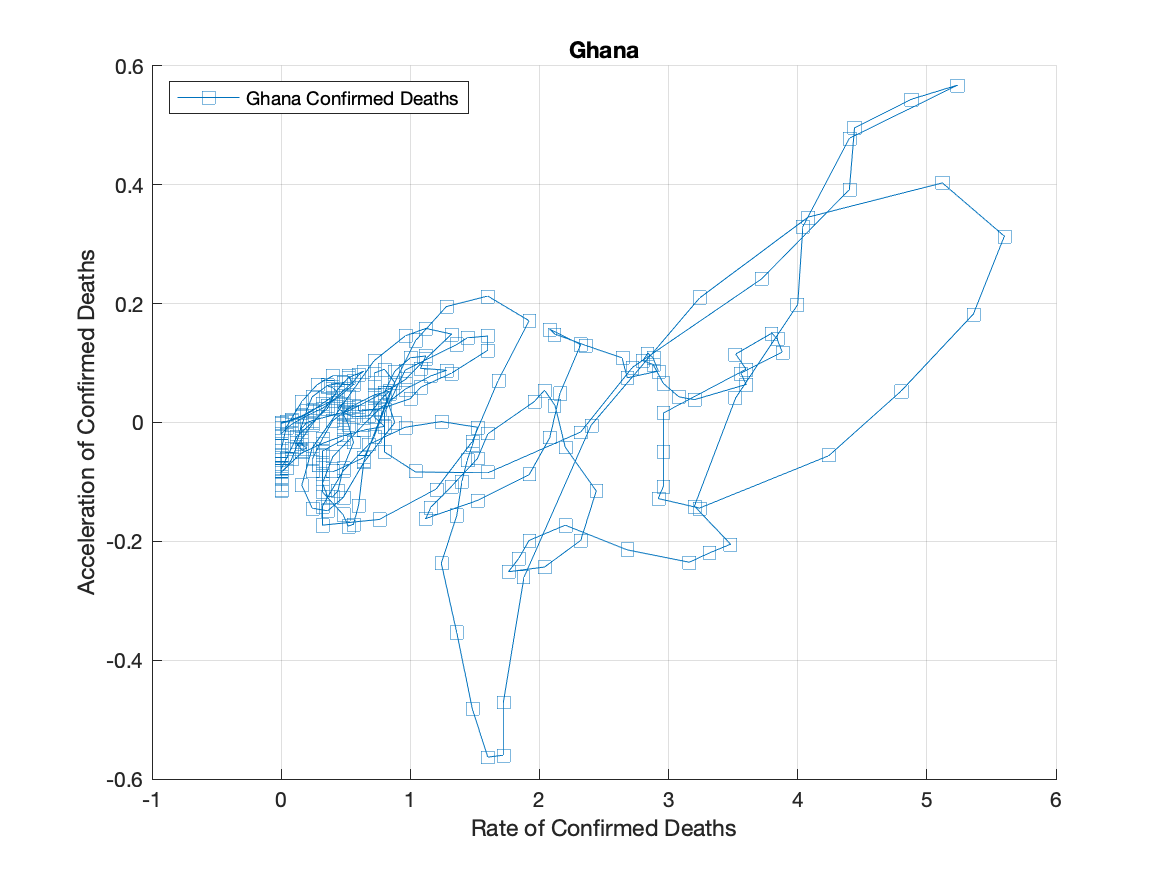 Ghana
Ghana Confirmed Deaths
0.6
0.4
0.2
0
-0.2
-0.4
-0.6
Acceleration of Confirmed Deaths
-1 0 1 2 3 4 5 6
Rate of Confirmed Deaths